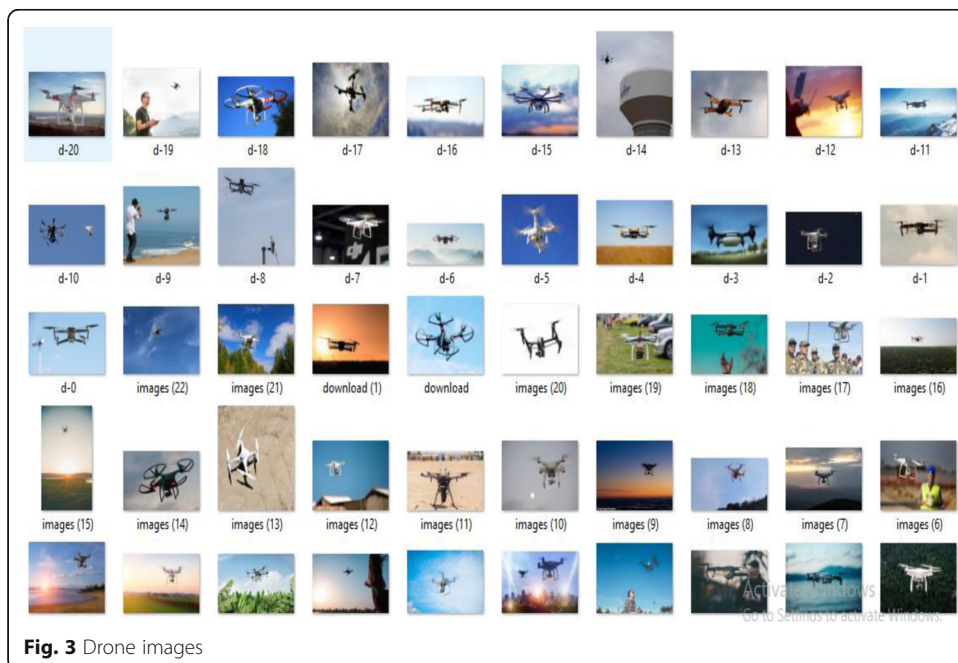 d-20 d-19 d-18 d-17 d-16 d-15 d-14 d-13 d-12 d-11
d-10 d-9 d-8 d-7 d-6 d-5 d-4 d-3 d-2 d-1
d-0 images (22) images (21) download (1) download images (20) images (19) images (18) images (17) images (16)
images (15) images (14) images (13) images (12) images (11) images (10) images (9) images (8) images (7) images (6)
Activate Windows
Go to Settings to activate Windows.
Fig. 3 Drone images